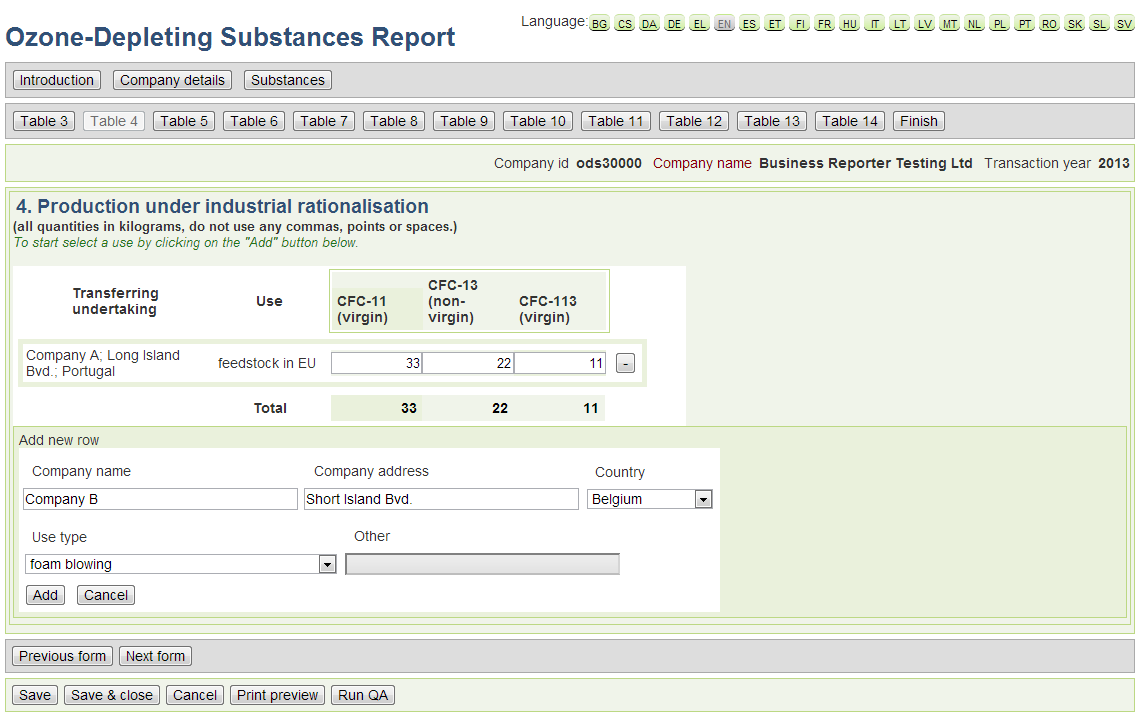 Language: BG CS DA DE EL EN ES ET FI FR HU IT LT LV MT NL PL PT RO SK SL SV
Ozone-Depleting Substances Report
Introduction Company details Substances
Table 3 Table 4 Table 5 Table 6 Table 7 Table 8 Table 9 Table 10 Table 11 Table 12 Table 13 Table 14 Finish
Company id ods30000 Company name Business Reporter Testing Ltd Transaction year 2013
4. Production under industrial rationalisation
(all quantities in kilograms, do not use any commas, points or spaces.)
To start select a use by clicking on the "Add" button below.
Transferring
undertaking
Use
CFC-11
(virgin)
CFC-13
(non-
virgin)
CFC-113
(virgin)
Company A; Long Island
Bvd.; Portugal
feedstock in EU 33 22 11 -
Total 33 22 11
Add new row
Company name Company address Country
Company B Short Island Bvd. Belgium
Use type Other
foam blowing
Add Cancel
Previous form Next form
Save Save & close Cancel Print preview Run QA